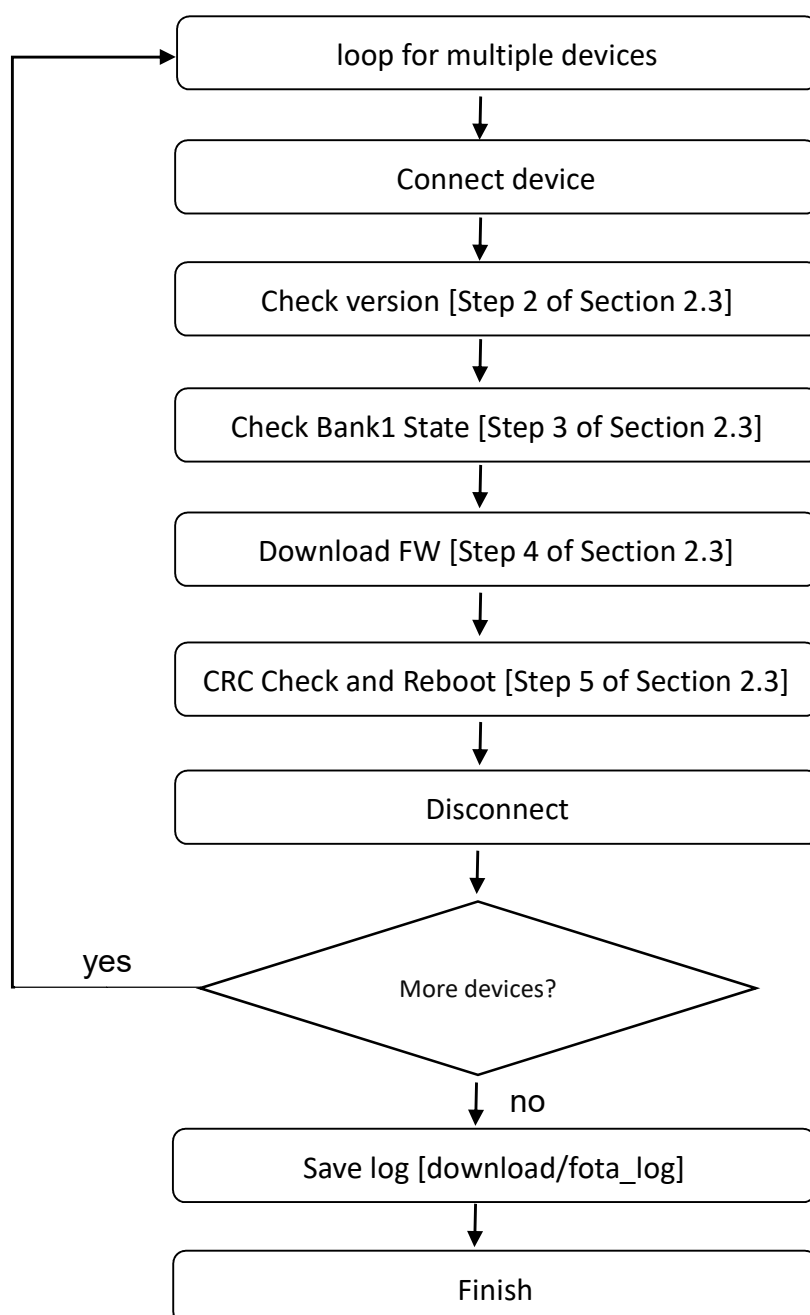 loop for multiple devices
Connect device
Check version [Step 2 of Section 2.3]
Check Bank1 State [Step 3 of Section 2.3]
Download FW [Step 4 of Section 2.3]
CRC Check and Reboot [Step 5 of Section 2.3]
Disconnect
yes
More devices?
no
Save log [download/fota_log]
Finish